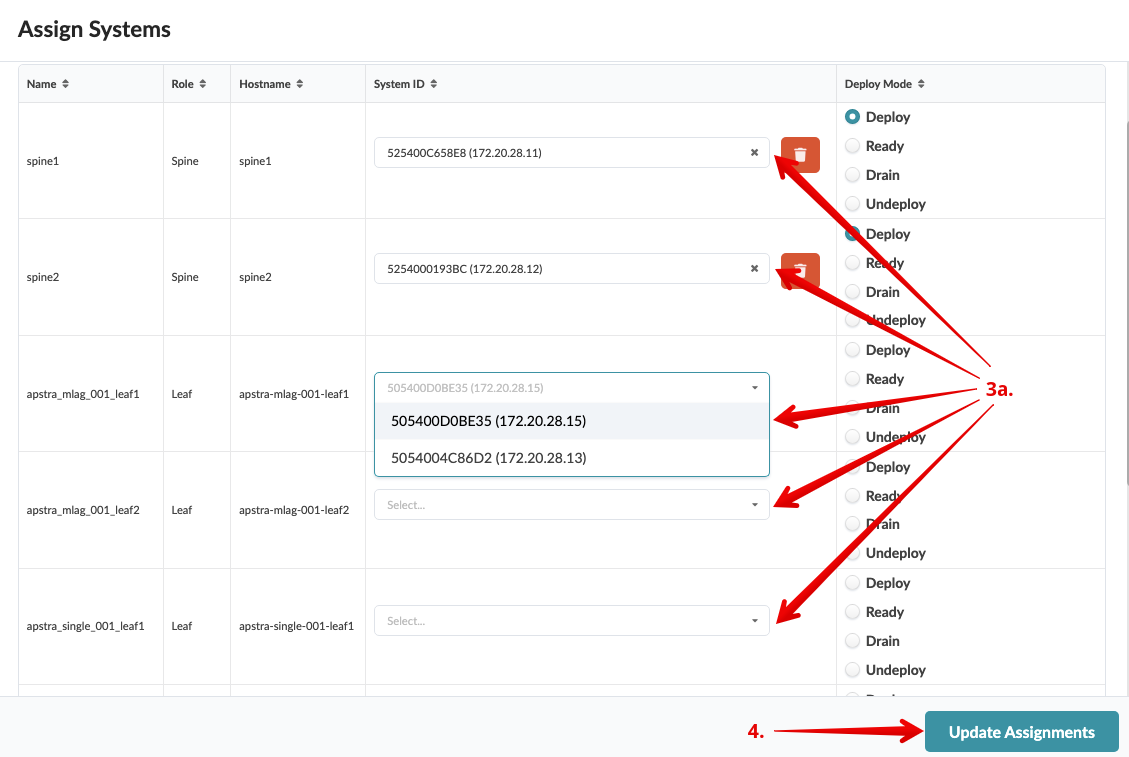 Assign Systems
Name Role Hostname System ID Deploy Mode
spine1 Spine spine1 525400C658E8 (172.20.28.11)
Deploy
Ready
Drain
Undeploy
spine2 Spine spine2 5254000193BC (172.20.28.12)
Deploy
Ready
Drain
Undeploy
apstra_mlag_001_leaf1 Leaf apstra-mlag-001-leaf1 505400D0BE35 (172.20.28.15)
505400D0BE35 (172.20.28.15)
5054004C86D2 (172.20.28.13)
Deploy
Ready
Drain
Undeploy
3a.
apstra_mlag_001_leaf2 Leaf apstra-mlag-001-leaf2 Select...
Deploy
Ready
Drain
Undeploy
apstra_single_001_leaf1 Leaf apstra-single-001-leaf1 Select...
Deploy
Ready
Drain
Undeploy
4. Update Assignments